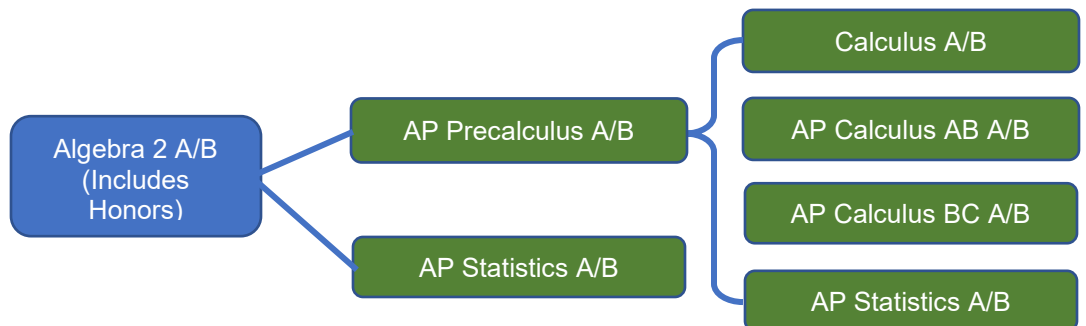 Algebra 2 A/B
(Includes
Honors)
AP Precalculus A/B
AP Statistics A/B
Calculus A/B
AP Calculus AB A/B
AP Calculus BC A/B
AP Statistics A/B